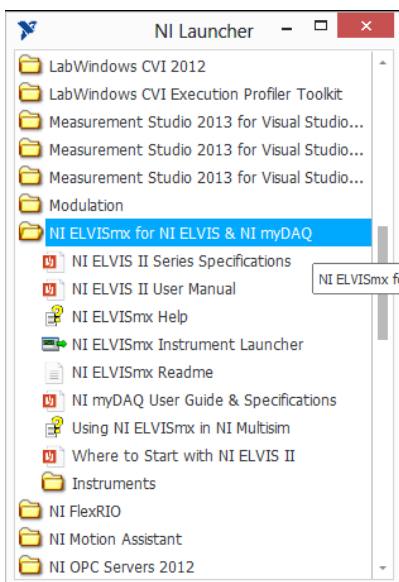 NI Launcher
LabWindows CVI 2012
LabWindows CVI Execution Profiler Toolkit
Measurement Studio 2013 for Visual Studio...
Measurement Studio 2013 for Visual Studio...
Measurement Studio 2013 for Visual Studio...
Modulation
NI ELVISmx for NI ELVIS & NI myDAQ
NI ELVIS II Series Specifications
NI ELVISmx fo
NI ELVIS II User Manual
NI ELVISmx Help
NI ELVISmx Instrument Launcher
NI ELVISmx Readme
NI myDAQ User Guide & Specifications
Using NI ELVISmx in NI Multisim
Where to Start with NI ELVIS II
Instruments
NI FlexRIO
NI Motion Assistant
NI OPC Servers 2012